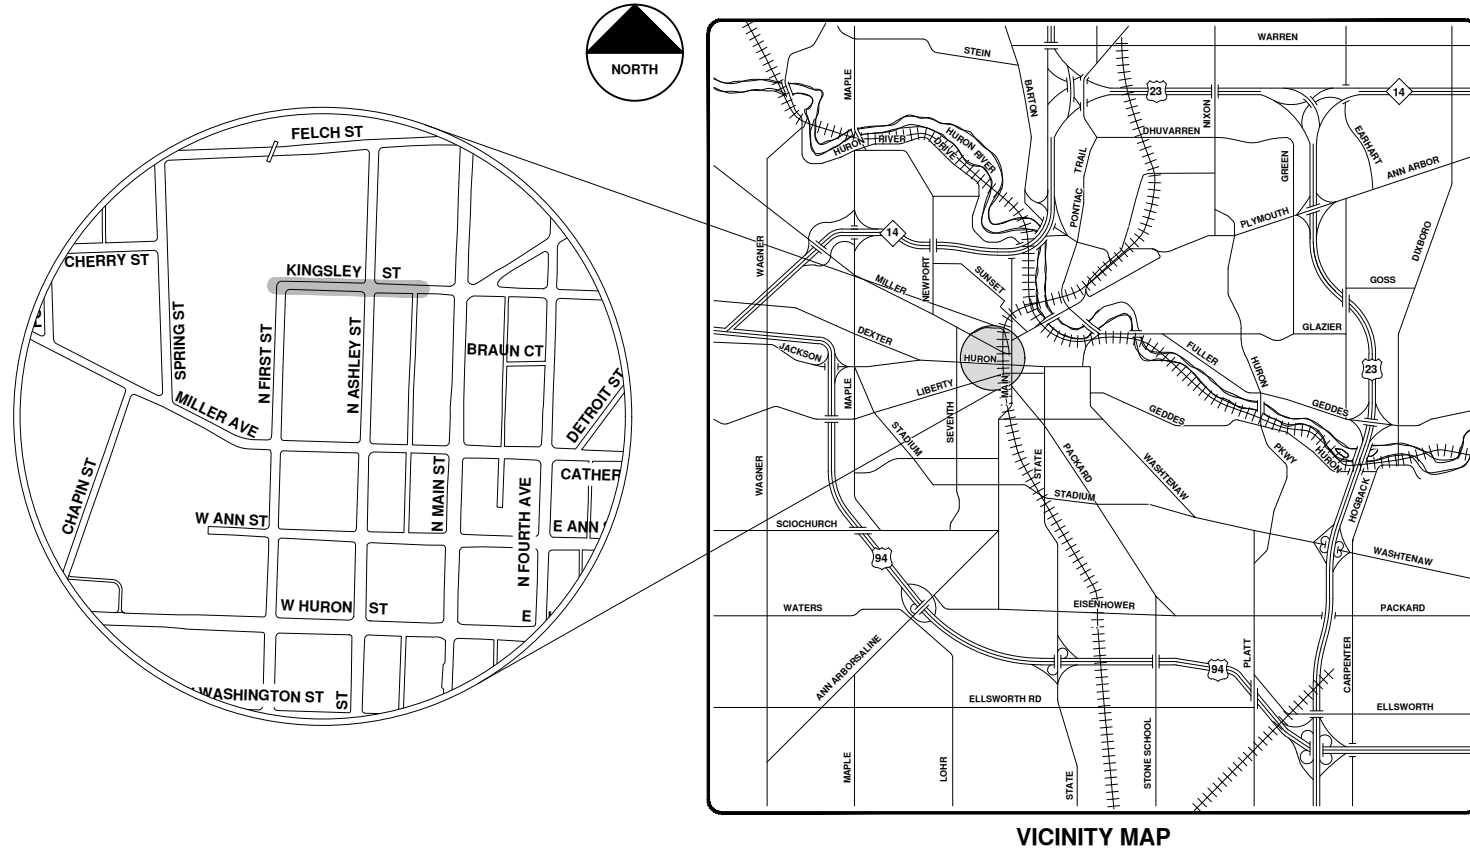 NORTH
FELCH ST
CHERRY ST
KINGSLEY ST
SPRING ST
N FIRST ST
N ASHLEY ST
BRAUN CT
DETROIT ST
MILLER AVE
CHAPIN ST
N MAIN ST
N FOURTH AVE
CATHER
W ANN ST
E ANN S
W HURON ST
E
WASHINGTON ST
ST
WARREN
STEIN
MAPLE
BARTON
23
14
NIXON
DHUVARREN
EARHART
HURON RIVER DRIVE
HURON RIVER
PONTIAC TRAIL
GREEN
ANN ARBOR
PLYMOUTH
DIXBORO
WAGNER
14
NEWPORT
SUNSET
MILLER
GOSS
DEXTER
GLAZIER
JACKSON
HURON
FULLER
HURON
23
MAIN
MAPLE
LIBERTY
SEVENTH
GEDDES
GEDDES
STADIUM
STATE
PACKARD
WASHTENAW
PKWY
HURON
WAGNER
STADIUM
HOGBACK
SCIOCHURCH
WASHTENAW
94
WATERS
EISENHOWER
PACKARD
ANN ARBORSALINE
94
PLATT
CARPENTER
ELLSWORTH RD
ELLSWORTH
MAPLE
LOHR
STATE
STONE SCHOOL
VICINITY MAP